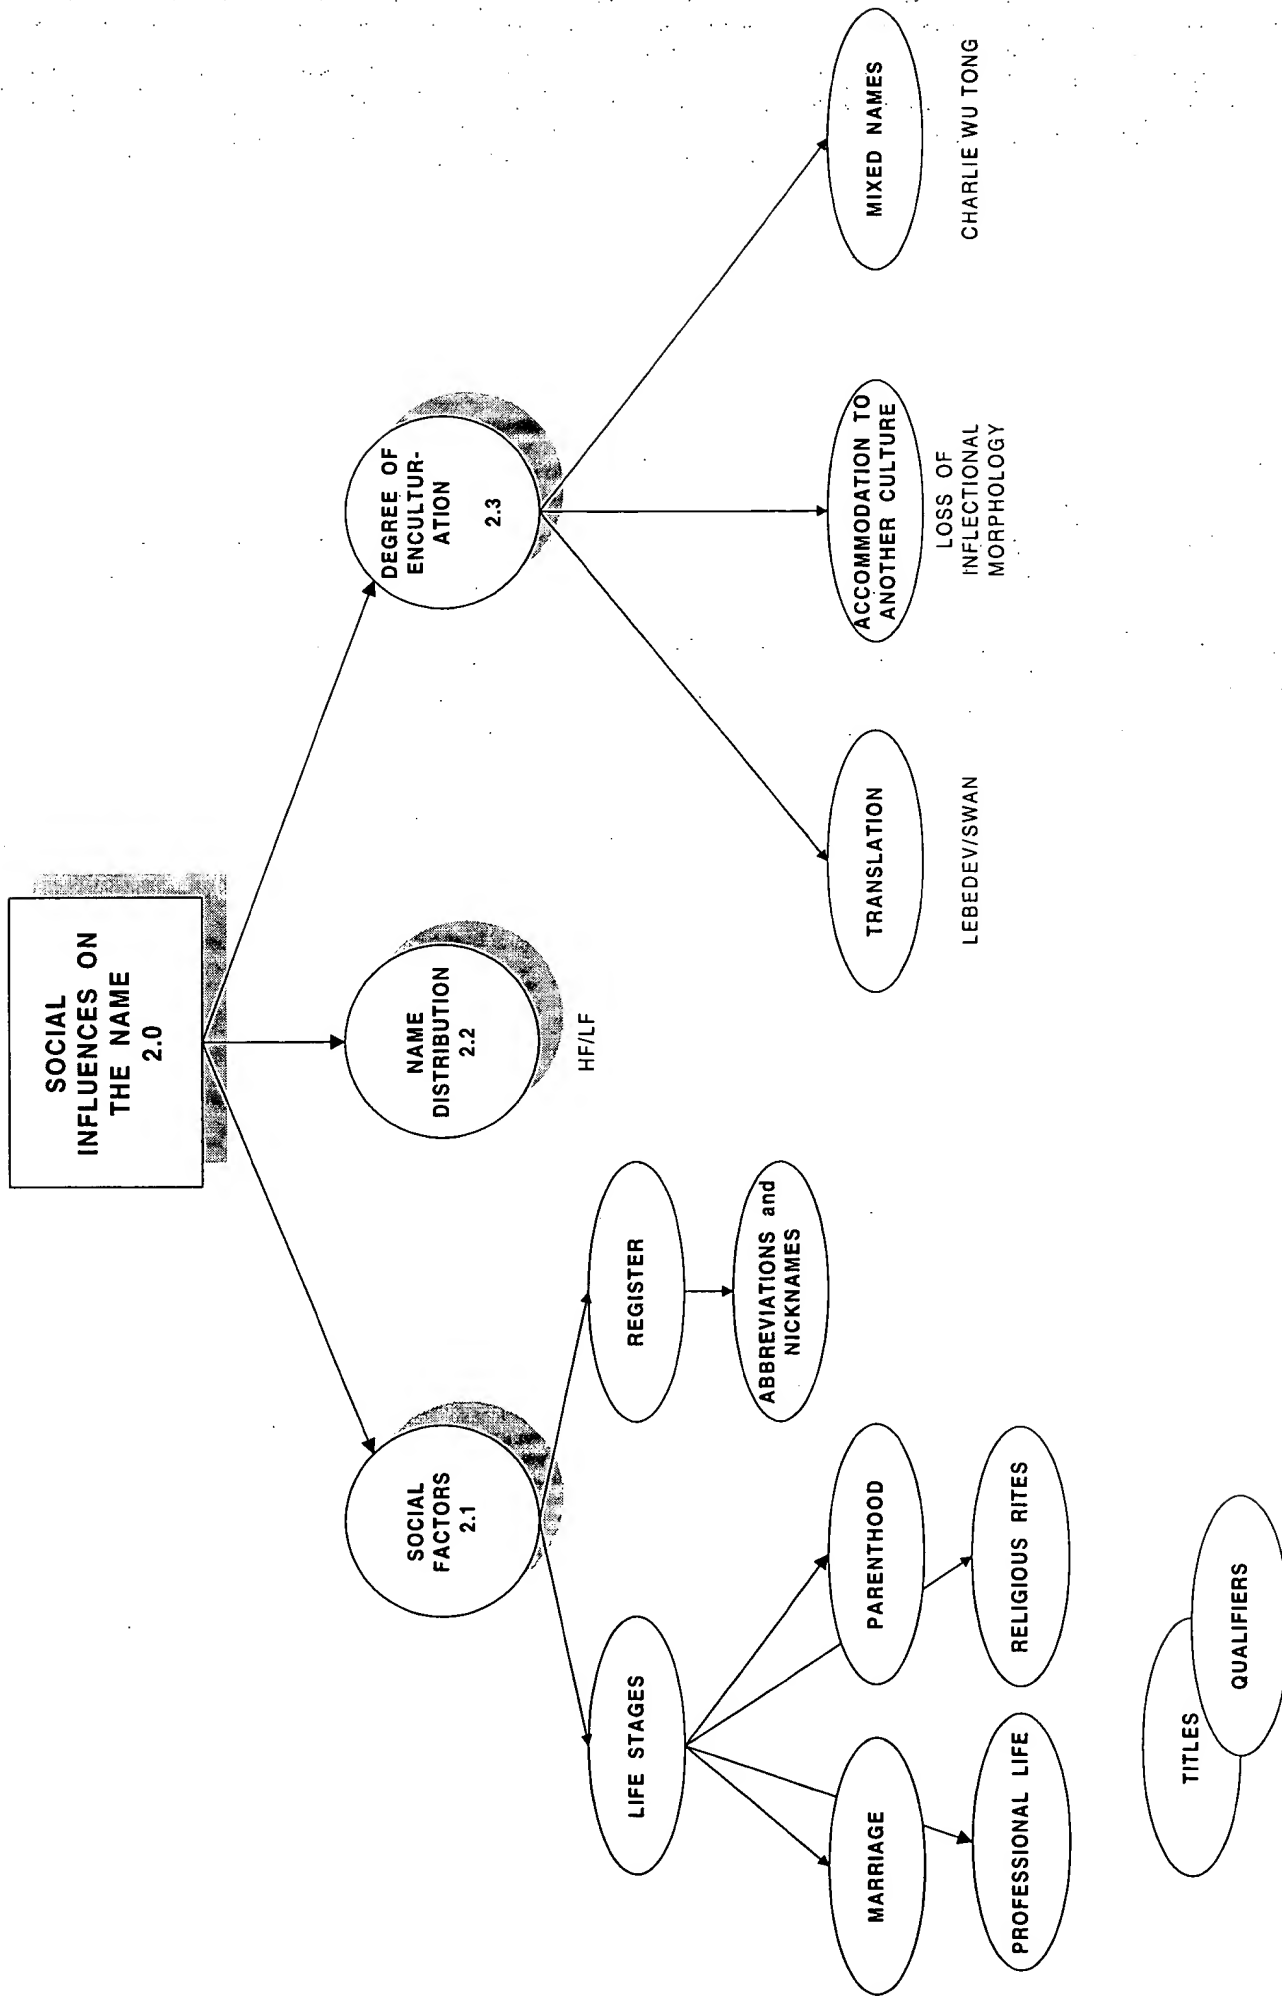 SOCIAL
INFLUENCES ON
THE NAME
2.0
SOCIAL
FACTORS
2.1
NAME
DISTRIBUTION
2.2
HF/LF
DEGREE OF
ENCULTUR-
ATION
2.3
LIFE STAGES
REGISTER
ABBREVIATIONS and
NICKNAMES
MARRIAGE
PARENTHOOD
PROFESSIONAL LIFE
RELIGIOUS RITES
TITLES
QUALIFIERS
TRANSLATION
LEBEDEV/SWAN
ACCOMMODATION TO
ANOTHER CULTURE
LOSS OF
INFLECTIONAL
MORPHOLOGY
MIXED NAMES
CHARLIE WU TONG